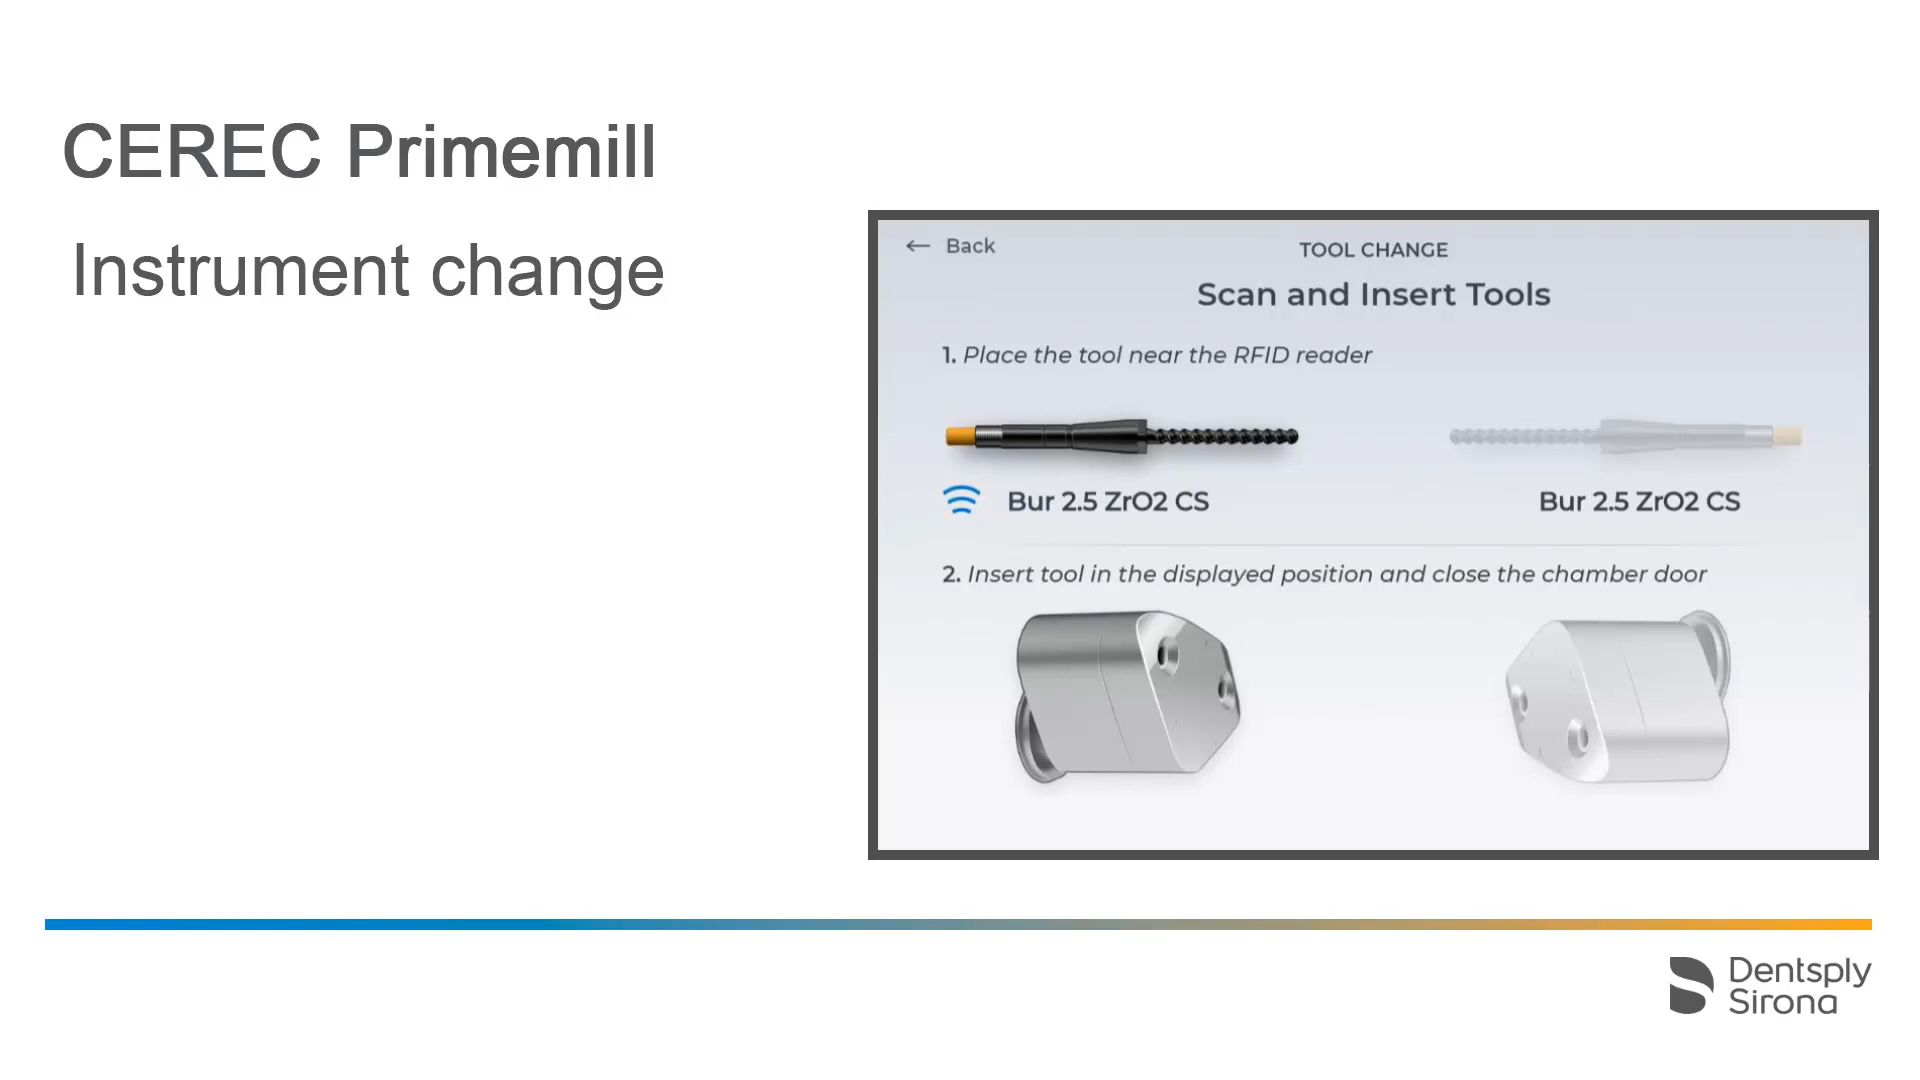 CEREC Primemill
Instrument change
← Back
TOOL CHANGE
Scan and Insert Tools
1. Place the tool near the RFID reader
Bur 2.5 ZrO2 CS
Bur 2.5 ZrO2 CS
2. Insert tool in the displayed position and close the chamber door
Dentsply
Sirona